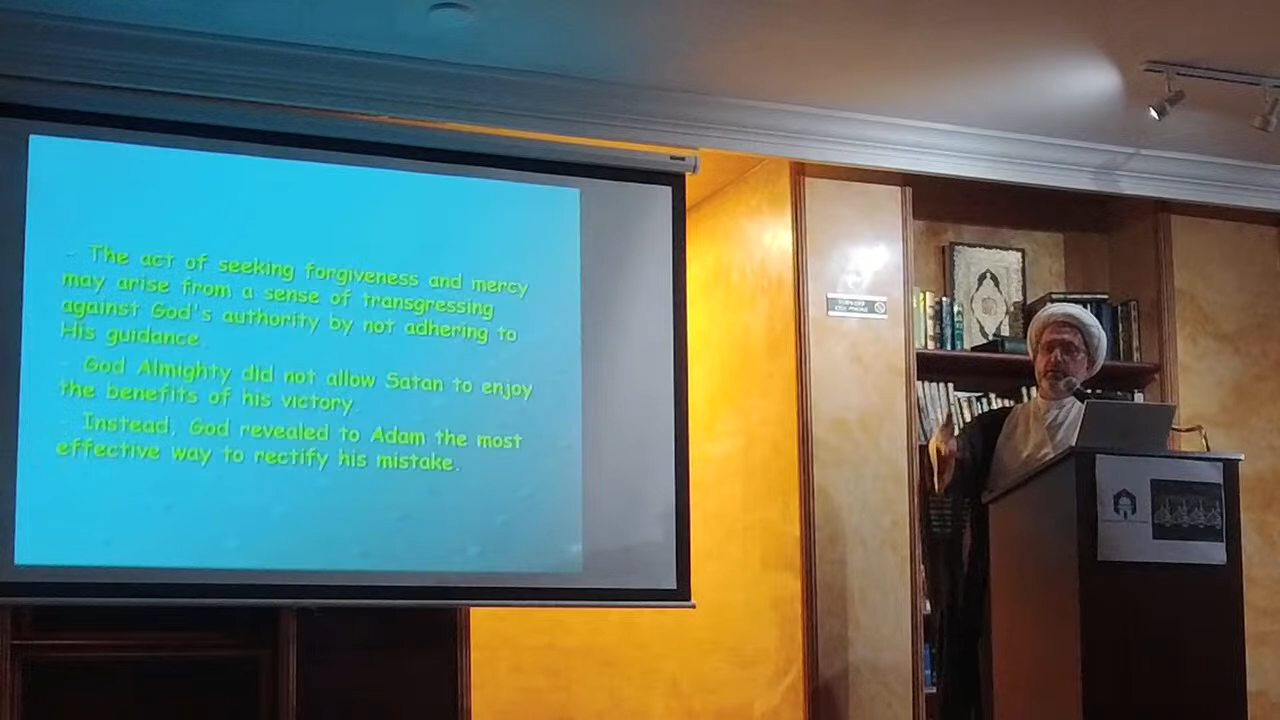 - The act of seeking forgiveness and mercy
may arise from a sense of transgressing
against God's authority by not adhering to
His guidance.
God Almighty did not allow Satan to enjoy
the benefits of his victory.
Instead, God revealed to Adam the most
effective way to rectify his mistake.